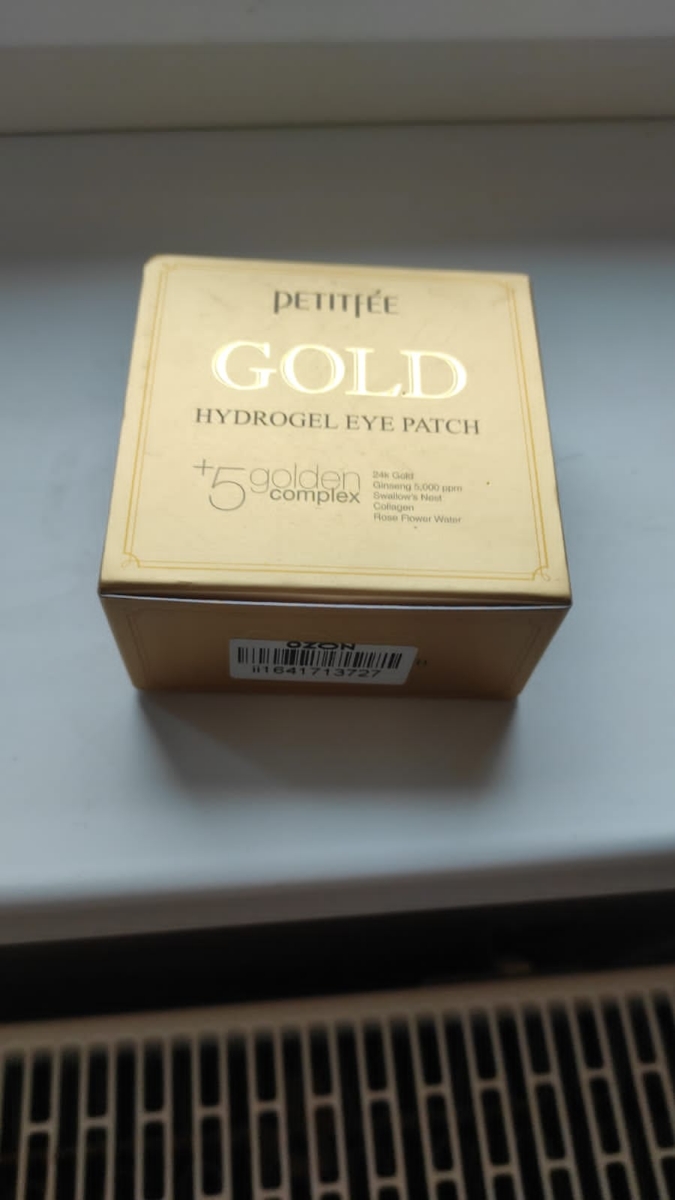 PETITFÉE
GOLD
HYDROGEL EYE PATCH
+5 golden complex
24k Gold
Ginseng 5,000 ppm
Swallow's Nest
Collagen
Rose Flower Water
OZON
ii1641713727